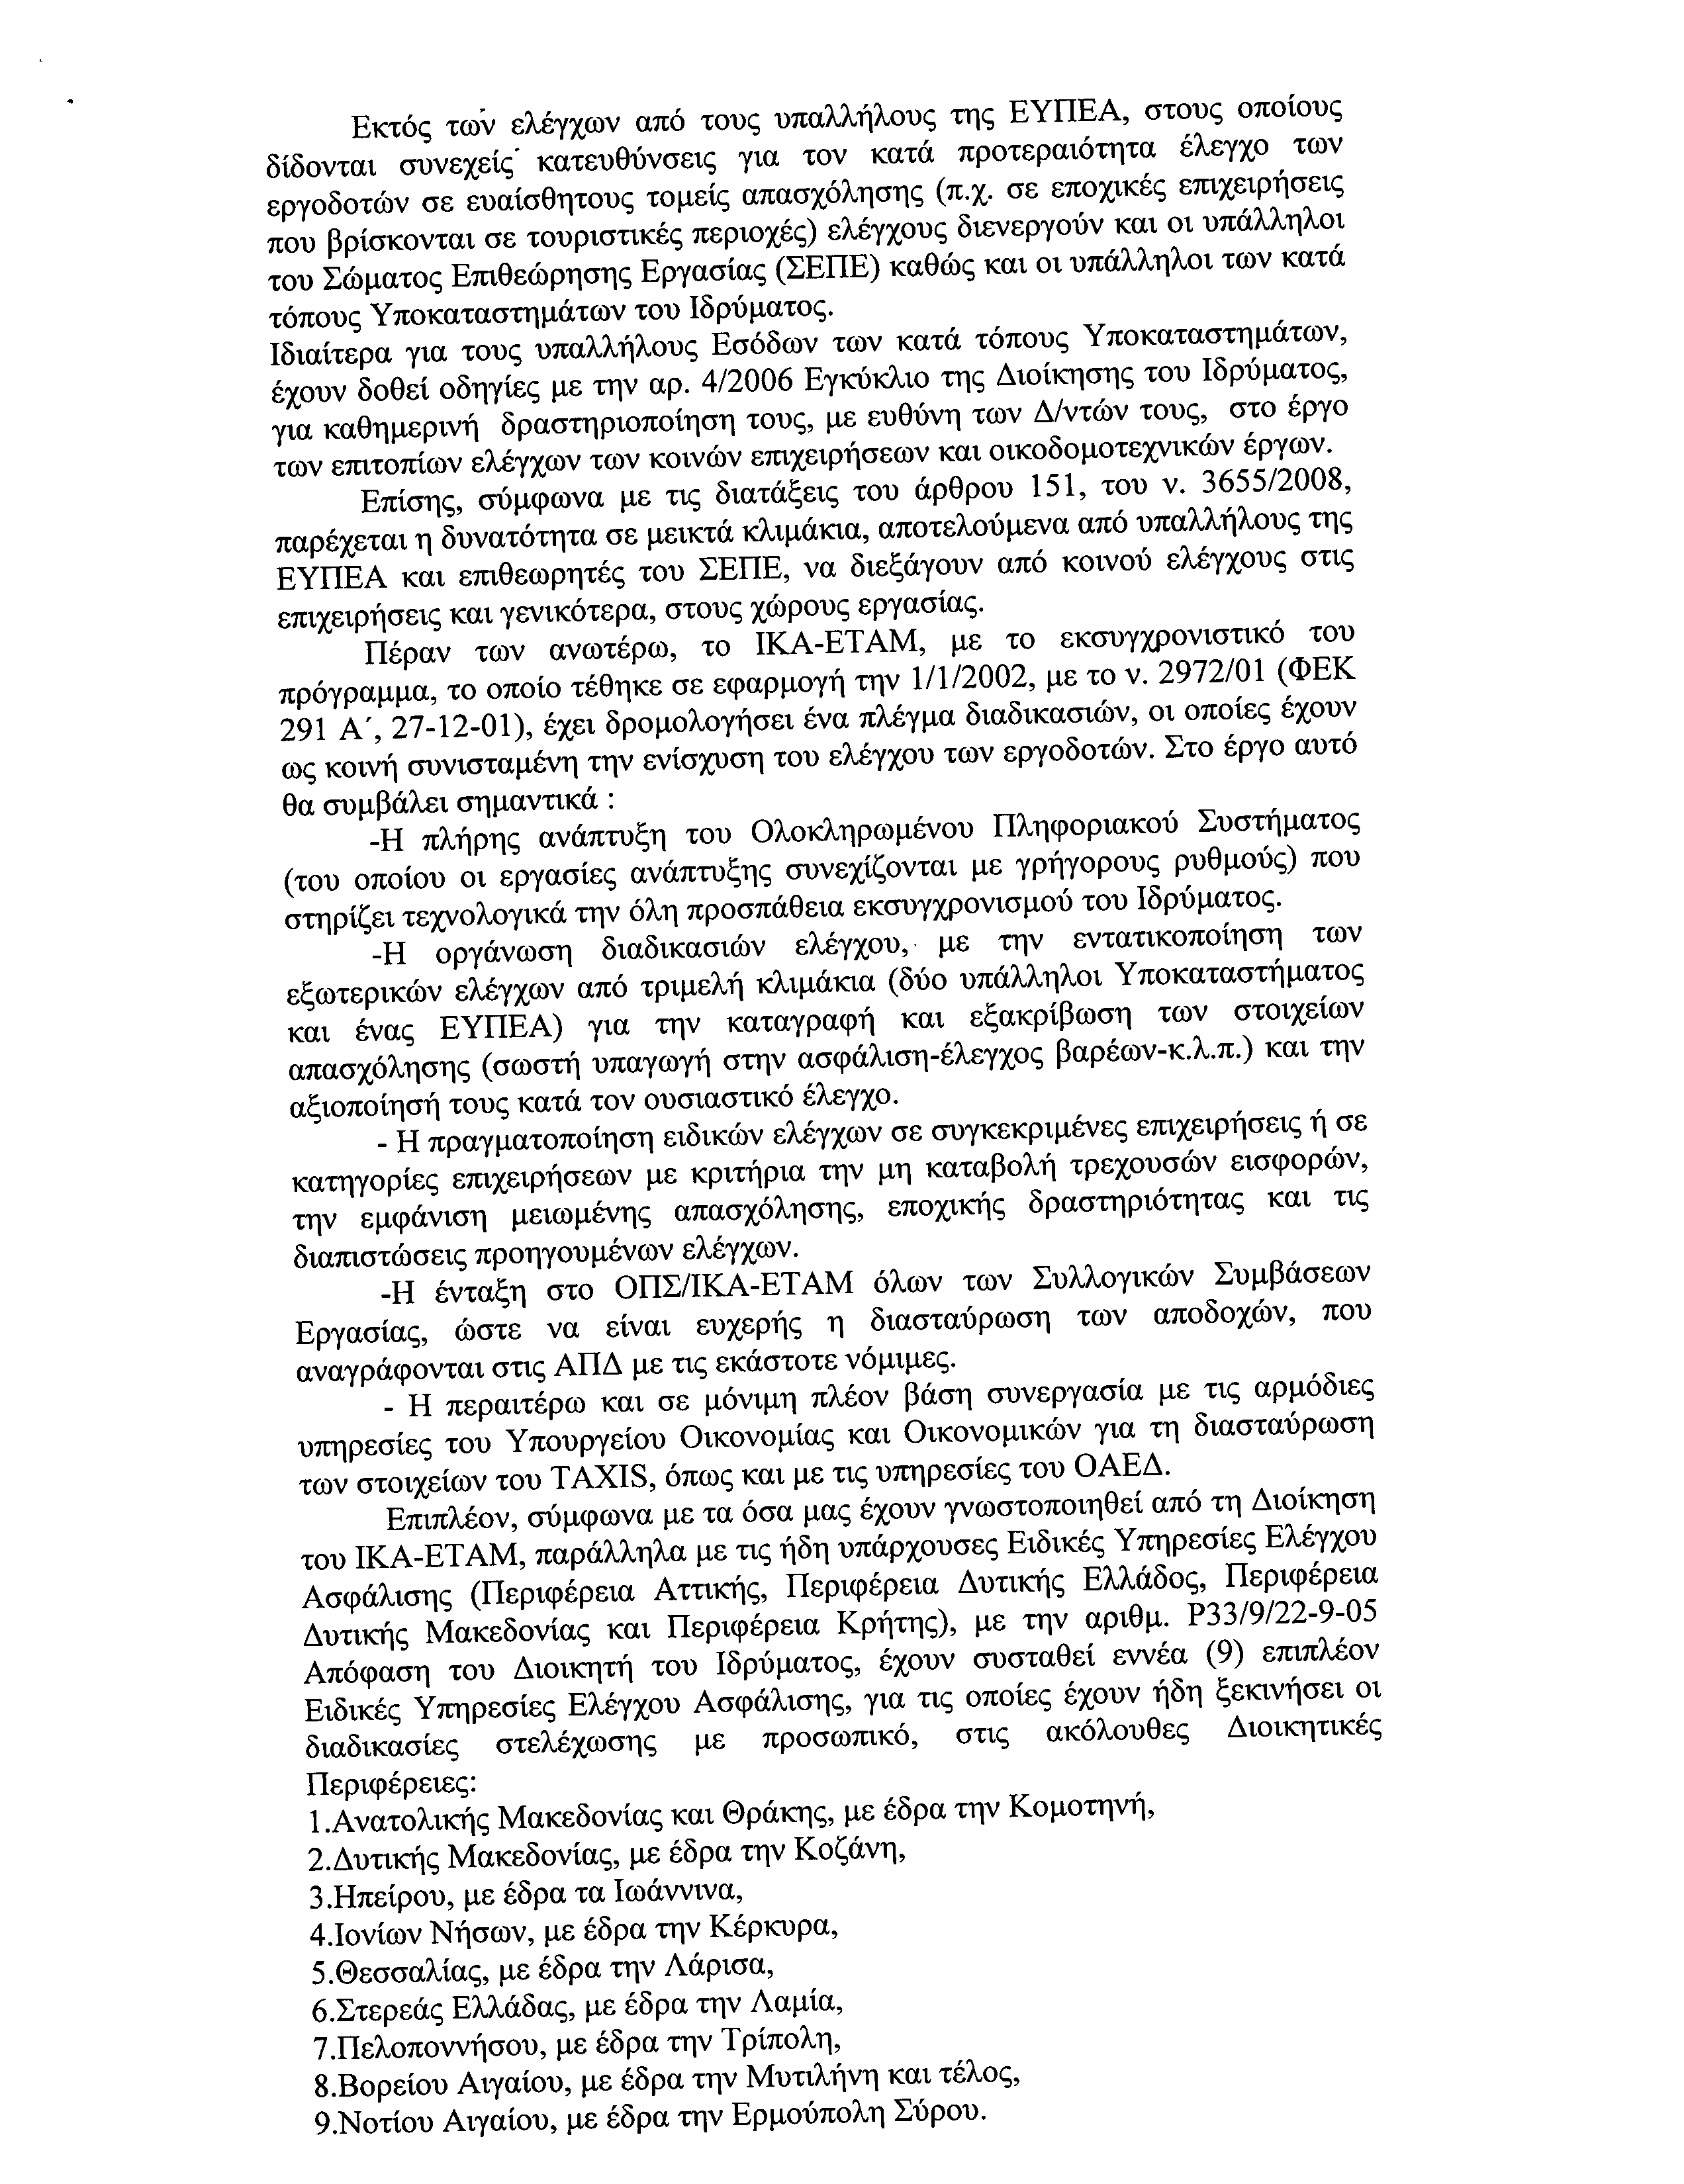 Εκτός των ελέγχων από τους υπαλλήλους της ΕΥΠΕΑ, στους οποίους
δίδονται συνεχείς κατευθύνσεις για τον κατά προτεραιότητα έλεγχο των
εργοδοτών σε ευαίσθητους τομείς απασχόλησης (π.χ. σε εποχικές επιχειρήσεις
που βρίσκονται σε τουριστικές περιοχές) ελέγχους διενεργούν και οι υπάλληλοι
του Σώματος Επιθεώρησης Εργασίας (ΣΕΠΕ) καθώς και οι υπάλληλοι των κατά
τόπους Υποκαταστημάτων του Ιδρύματος.
Ιδιαίτερα για τους υπαλλήλους Εσόδων των κατά τόπους Υποκαταστημάτων,
έχουν δοθεί οδηγίες με την αρ. 4/2006 Εγκύκλιο της Διοίκησης του Ιδρύματος,
για καθημερινή δραστηριοποίηση τους, με ευθύνη των Δ/ντών τους, στο έργο
των επιτοπίων ελέγχων των κοινών επιχειρήσεων και οικοδομοτεχνικών έργων.
Επίσης, σύμφωνα με τις διατάξεις του άρθρου 151, του ν. 3655/2008,
παρέχεται η δυνατότητα σε μεικτά κλιμάκια, αποτελούμενα από υπαλλήλους της
ΕΥΠΕΑ και επιθεωρητές του ΣΕΠΕ, να διεξάγουν από κοινού ελέγχους στις
επιχειρήσεις και γενικότερα, στους χώρους εργασίας.
Πέραν των ανωτέρω, το ΙΚΑ-ΕΤΑΜ, με το εκσυγχρονιστικό του
πρόγραμμα, το οποίο τέθηκε σε εφαρμογή την 1/1/2002, με το ν. 2972/01 (ΦΕΚ
291 Α΄, 27-12-01), έχει δρομολογήσει ένα πλέγμα διαδικασιών, οι οποίες έχουν
ως κοινή συνισταμένη την ενίσχυση του ελέγχου των εργοδοτών. Στο έργο αυτό
θα συμβάλει σημαντικά :
-Η πλήρης ανάπτυξη του Ολοκληρωμένου Πληφοριακού Συστήματος
(του οποίου οι εργασίες ανάπτυξης συνεχίζονται με γρήγορους ρυθμούς) που
στηρίζει τεχνολογικά την όλη προσπάθεια εκσυγχρονισμού του Ιδρύματος.
-Η οργάνωση διαδικασιών ελέγχου, με την εντατικοποίηση των
εξωτερικών ελέγχων από τριμελή κλιμάκια (δύο υπάλληλοι Υποκαταστήματος
και ένας ΕΥΠΕΑ) για την καταγραφή και εξακρίβωση των στοιχείων
απασχόλησης (σωστή υπαγωγή στην ασφάλιση-έλεγχος βαρέων-κ.λ.π.) και την
αξιοποίησή τους κατά τον ουσιαστικό έλεγχο.
- Η πραγματοποίηση ειδικών ελέγχων σε συγκεκριμένες επιχειρήσεις ή σε
κατηγορίες επιχειρήσεων με κριτήρια την μη καταβολή τρεχουσών εισφορών,
την εμφάνιση μειωμένης απασχόλησης, εποχικής δραστηριότητας και τις
διαπιστώσεις προηγουμένων ελέγχων.
-Η ένταξη στο ΟΠΣ/ΙΚΑ-ΕΤΑΜ όλων των Συλλογικών Συμβάσεων
Εργασίας, ώστε να είναι ευχερής η διασταύρωση των αποδοχών, που
αναγράφονται στις ΑΠΔ με τις εκάστοτε νόμιμες.
- Η περαιτέρω και σε μόνιμη πλέον βάση συνεργασία με τις αρμόδιες
υπηρεσίες του Υπουργείου Οικονομίας και Οικονομικών για τη διασταύρωση
των στοιχείων του TAXIS, όπως και με τις υπηρεσίες του ΟΑΕΔ.
Επιπλέον, σύμφωνα με τα όσα μας έχουν γνωστοποιηθεί από τη Διοίκηση
του ΙΚΑ-ΕΤΑΜ, παράλληλα με τις ήδη υπάρχουσες Ειδικές Υπηρεσίες Ελέγχου
Ασφάλισης (Περιφέρεια Αττικής, Περιφέρεια Δυτικής Ελλάδος, Περιφέρεια
Δυτικής Μακεδονίας και Περιφέρεια Κρήτης), με την αριθμ. Ρ33/9/22-9-05
Απόφαση του Διοικητή του Ιδρύματος, έχουν συσταθεί εννέα (9) επιπλέον
Ειδικές Υπηρεσίες Ελέγχου Ασφάλισης, για τις οποίες έχουν ήδη ξεκινήσει οι
διαδικασίες στελέχωσης με προσωπικό, στις ακόλουθες Διοικητικές
Περιφέρειες:
1.Ανατολικής Μακεδονίας και Θράκης, με έδρα την Κομοτηνή,
2.Δυτικής Μακεδονίας, με έδρα την Κοζάνη,
3.Ηπείρου, με έδρα τα Ιωάννινα,
4.Ιονίων Νήσων, με έδρα την Κέρκυρα,
5.Θεσσαλίας, με έδρα την Λάρισα,
6.Στερεάς Ελλάδας, με έδρα την Λαμία,
7.Πελοποννήσου, με έδρα την Τρίπολη,
8.Βορείου Αιγαίου, με έδρα την Μυτιλήνη και τέλος,
9.Νοτίου Αιγαίου, με έδρα την Ερμούπολη Σύρου.